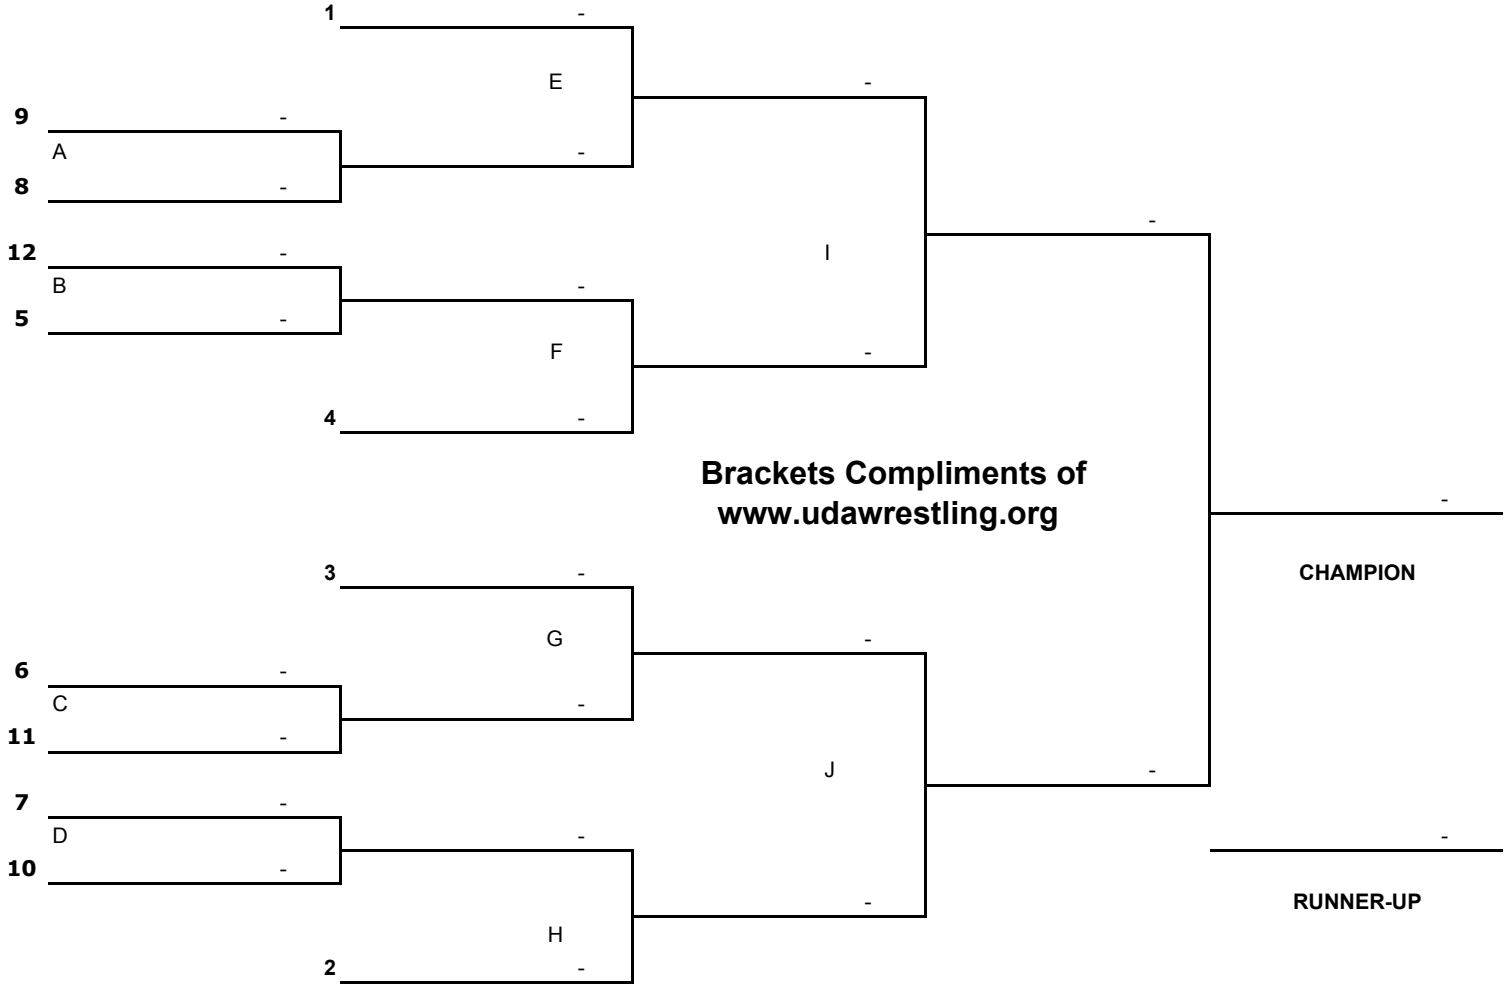 1 -
E -
9 -
A -
8 -
12 - -
B I
-
5 -
F -
4 -
Brackets Compliments of
www.udawrestling.org
-
3 -
CHAMPION
G -
6 -
C -
11 -
J -
7 -
D - -
10 -
- RUNNER-UP
H
2 -